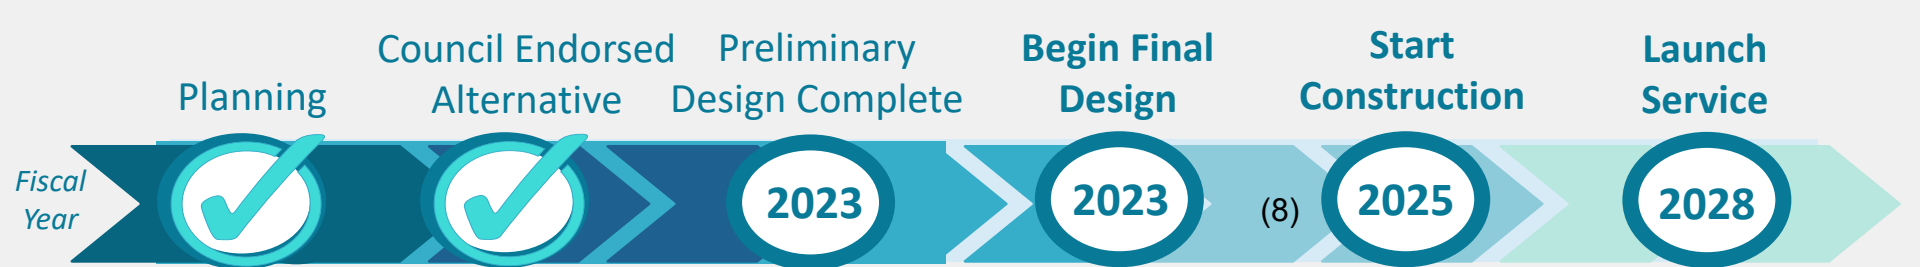 Planning
Council Endorsed
Alternative
Preliminary
Design Complete
Begin Final
Design
Start
Construction
Launch
Service
Fiscal
Year
2023
2023
(8)
2025
2028